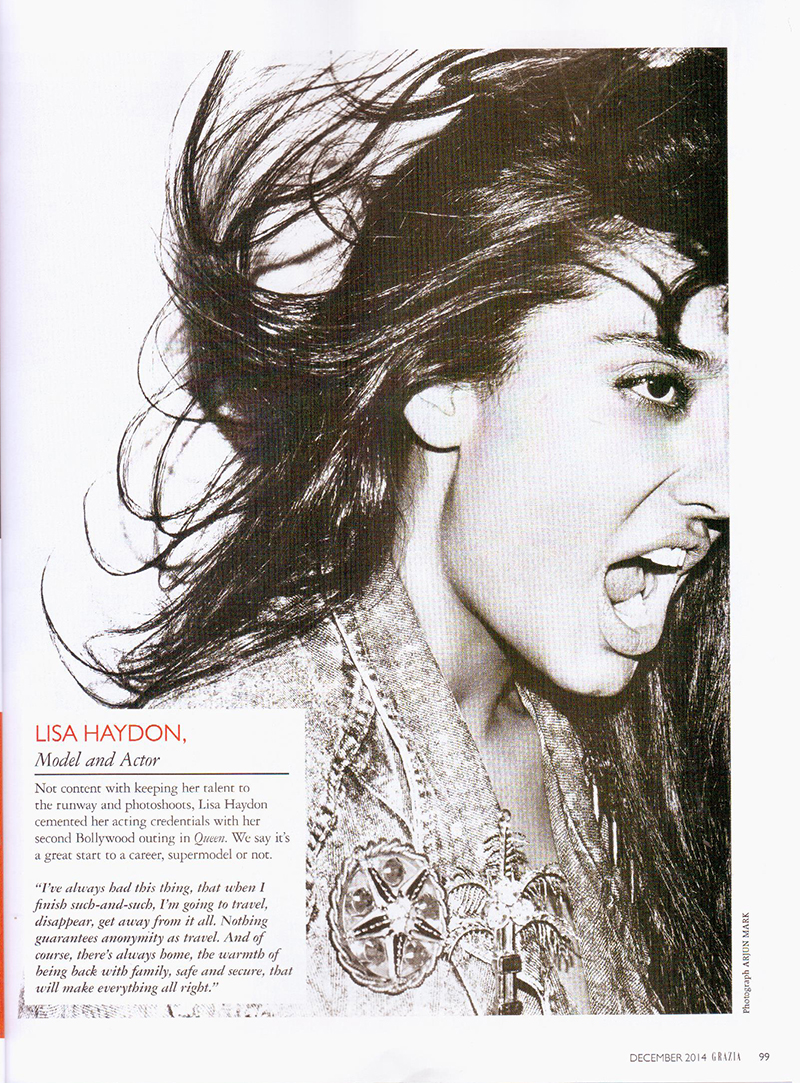 LISA HAYDON,
Model and Actor
Not content with keeping her talent to
the runway and photoshoots, Lisa Haydon
cemented her acting credentials with her
second Bollywood outing in Queen. We say it's
a great start to a career, supermodel or not.
“I've always had this thing, that when I
finish such-and-such, I'm going to travel,
disappear, get away from it all. Nothing
guarantees anonymity as travel. And of
course, there's always home, the warmth of
being back with family, safe and secure, that
will make everything all right.”
Photograph ARJUN MARK
DECEMBER 2014 GRAZIA 99